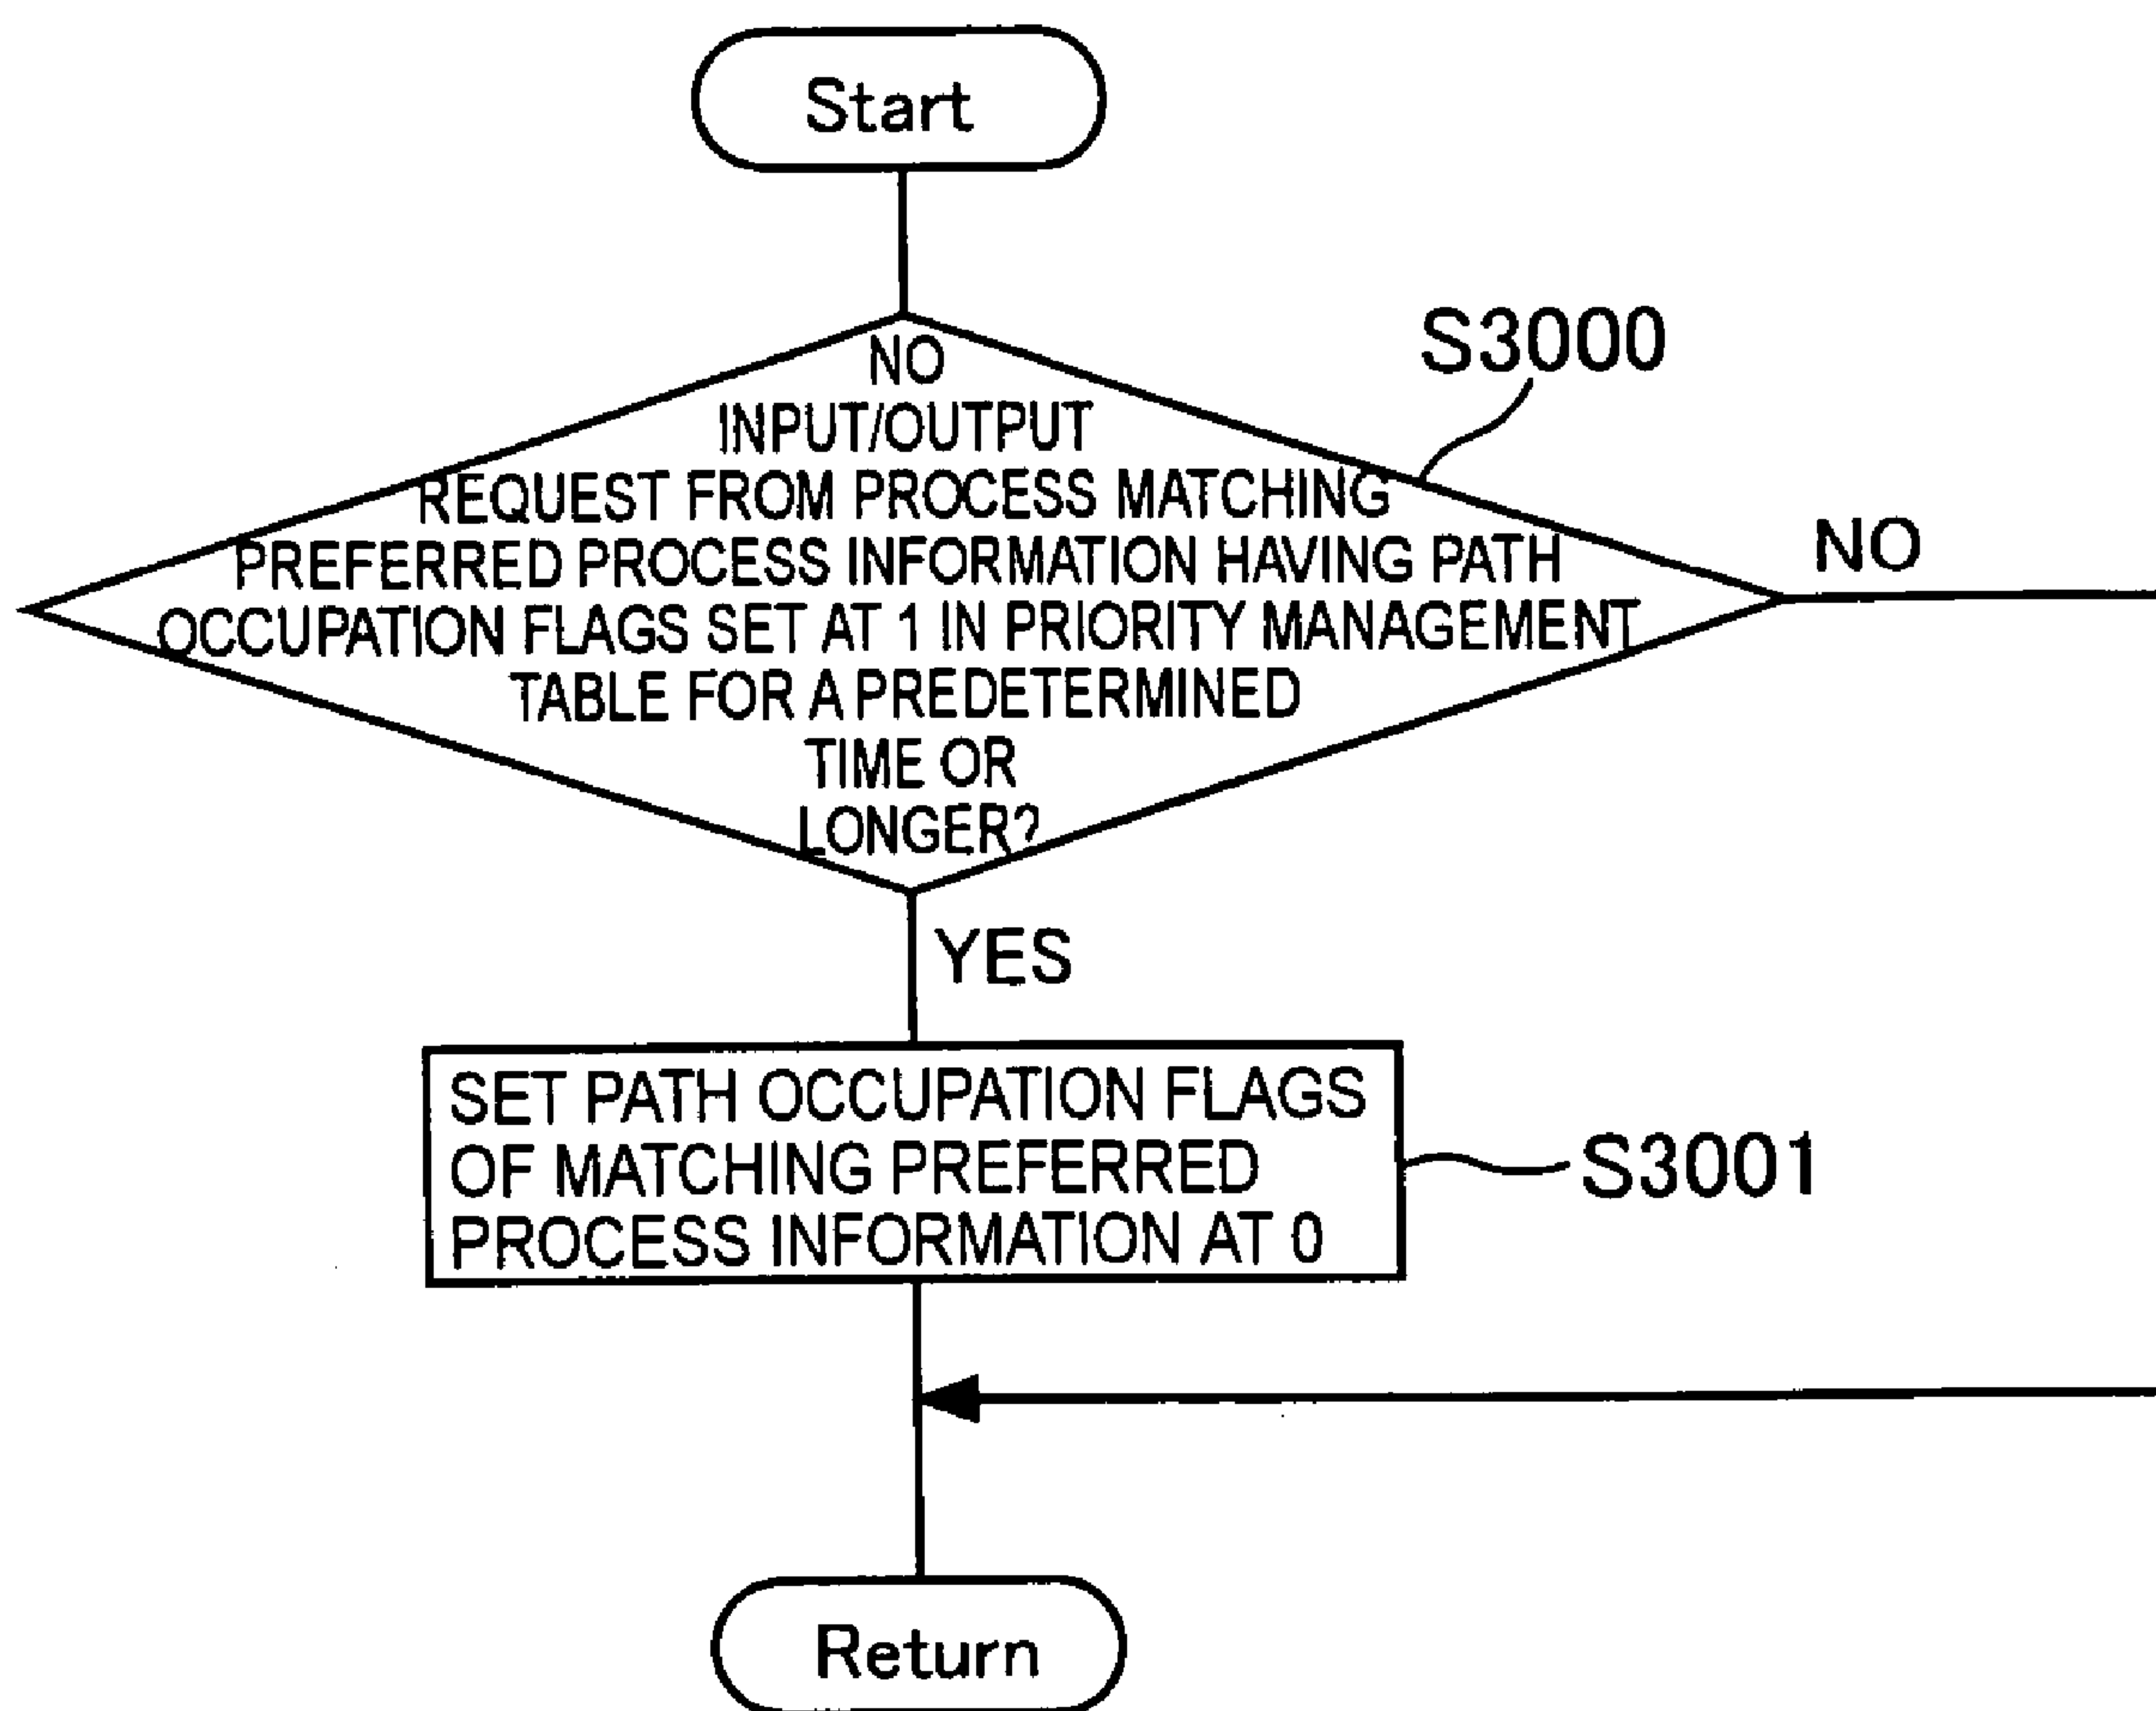 Start
S3000
NO
INPUT/OUTPUT
REQUEST FROM PROCESS MATCHING
PREFERRED PROCESS INFORMATION HAVING PATH
OCCUPATION FLAGS SET AT 1 IN PRIORITY MANAGEMENT
TABLE FOR A PREDETERMINED
TIME OR
LONGER?
NO
YES
SET PATH OCCUPATION FLAGS
OF MATCHING PREFERRED
PROCESS INFORMATION AT 0
S3001
Return